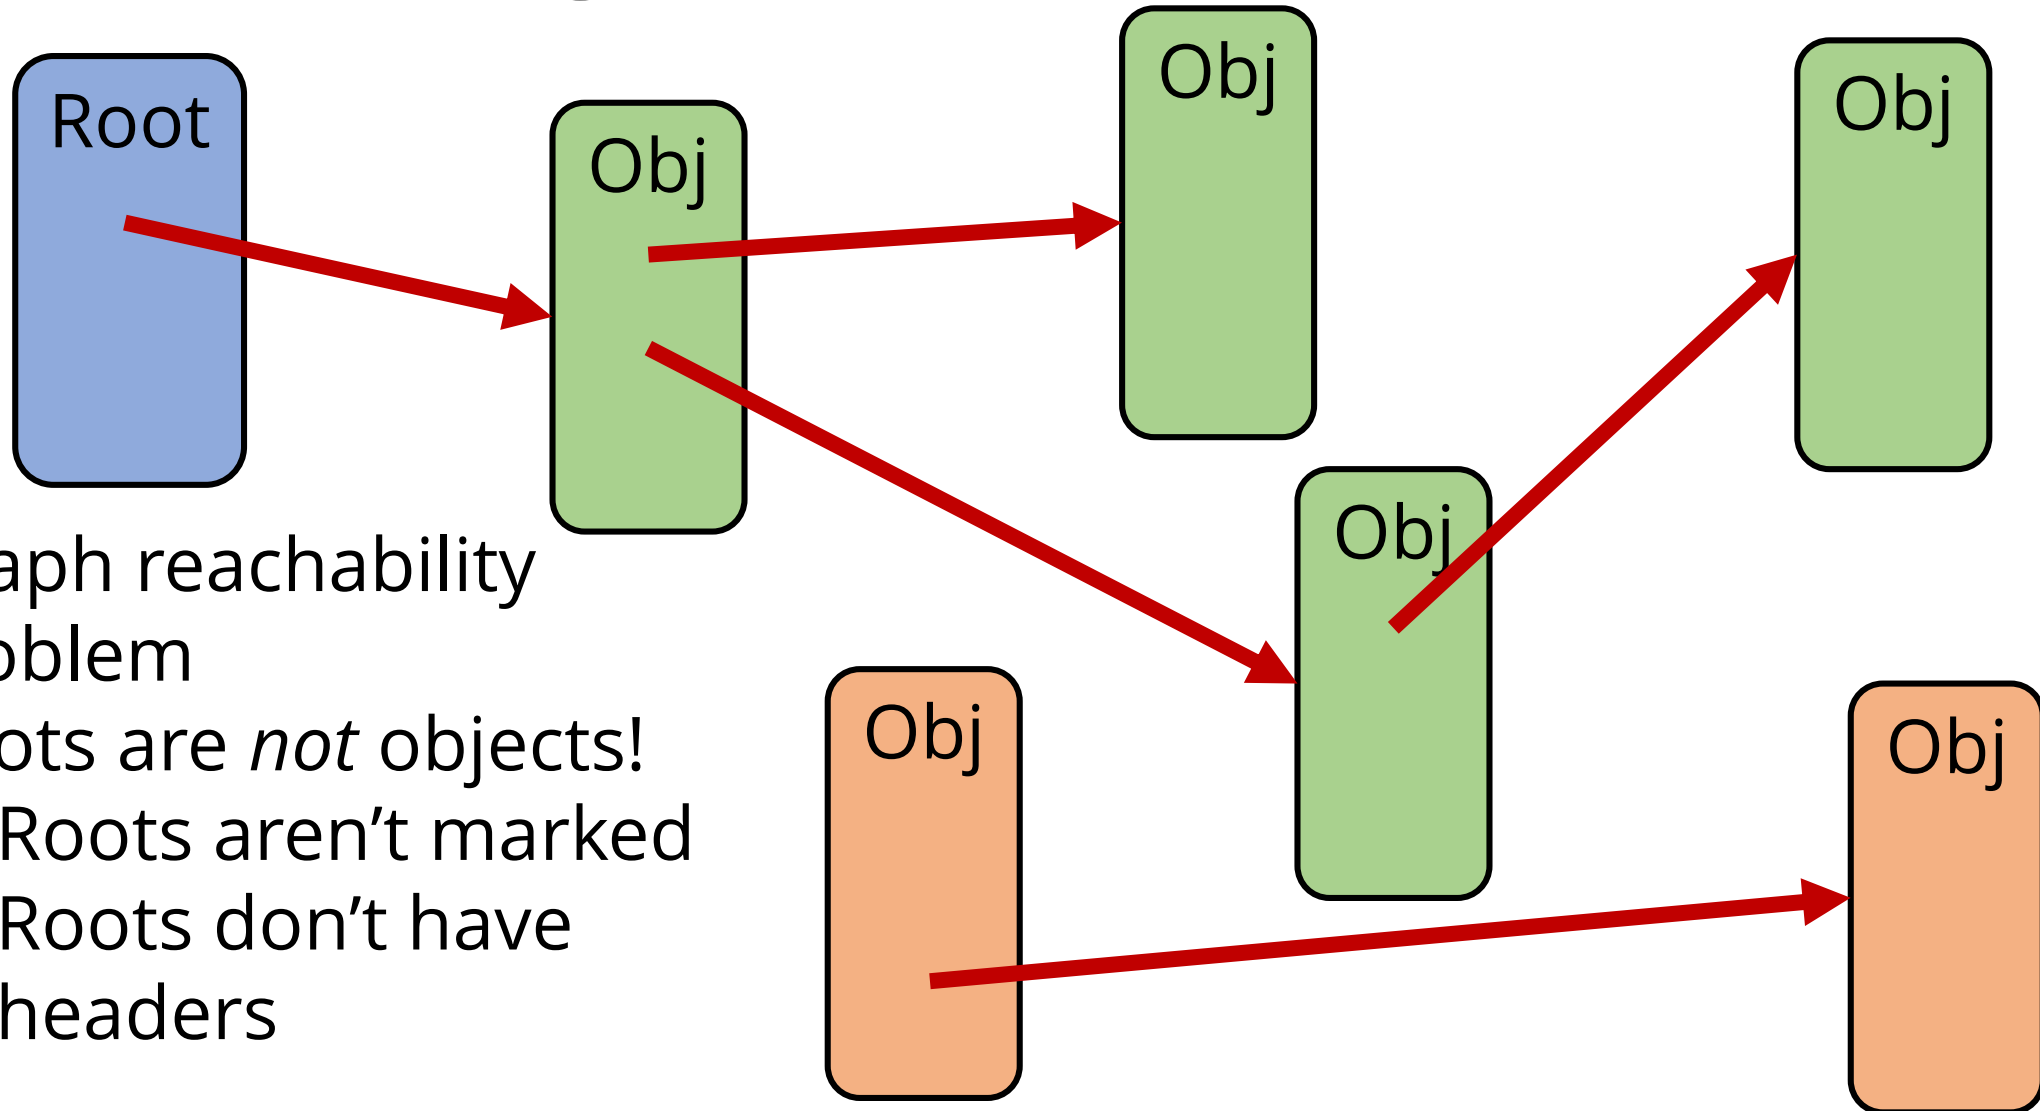 Root
Obj
Obj
Obj
Obj
aph reachability
oblem
ots are not objects!
Roots aren’t marked
Roots don’t have
headers
Obj
Obj